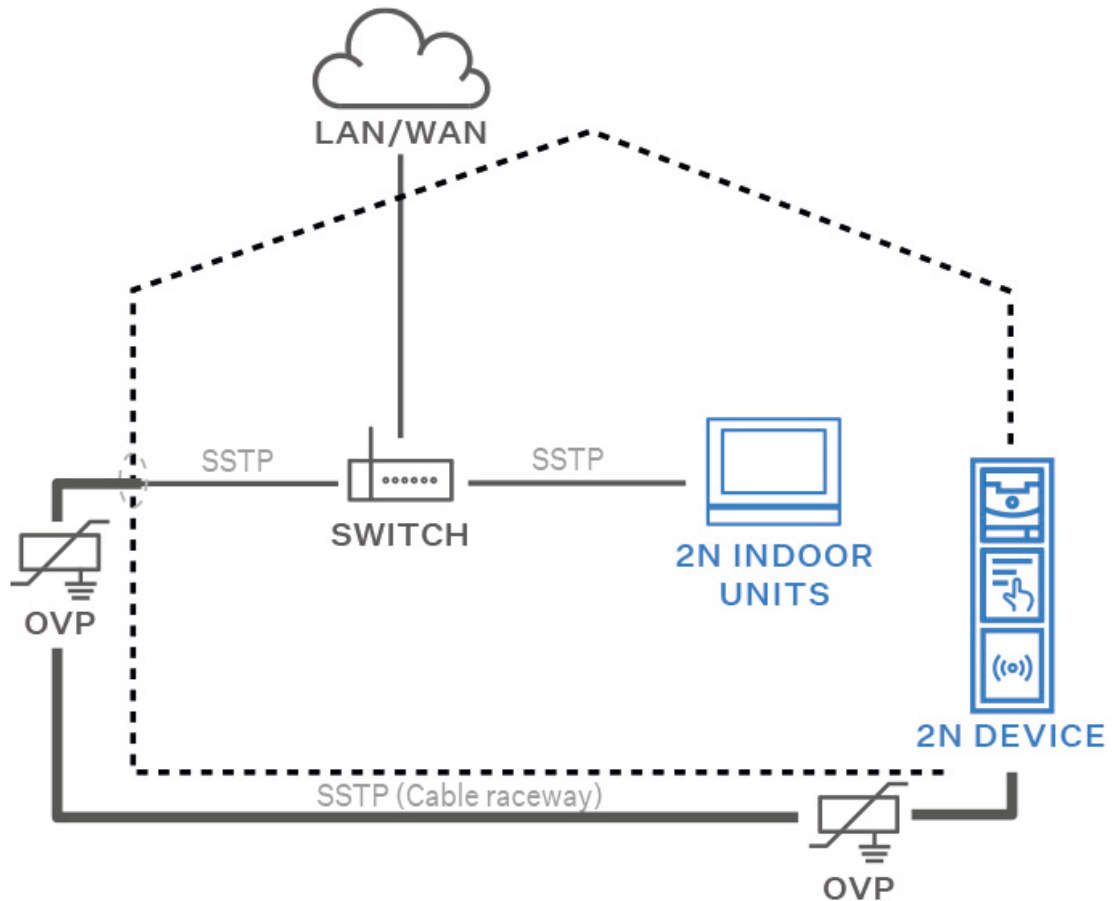 LAN/WAN
SSTP
SSTP
SWITCH
2N INDOOR
UNITS
OVP
2N DEVICE
SSTP (Cable raceway)
OVP